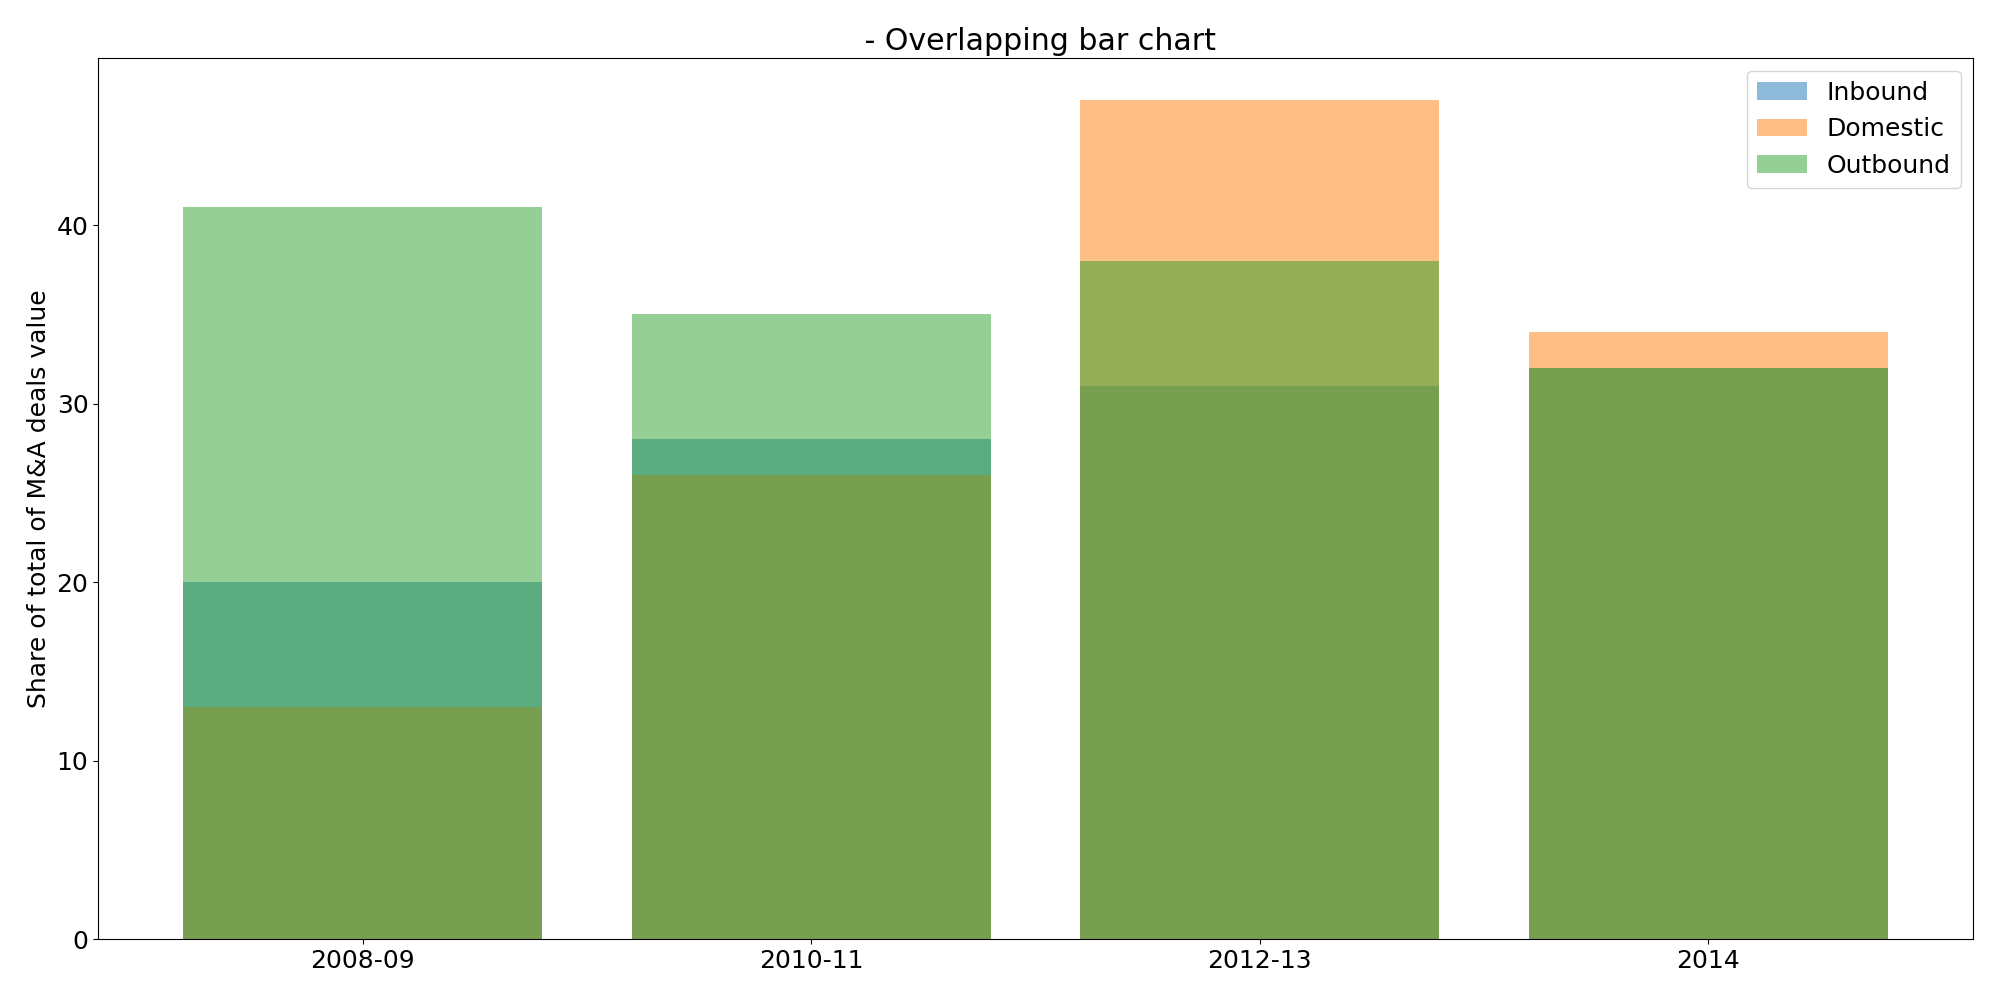 - Overlapping bar chart
Share of total of M&A deals value
40
30
20
10
0
2008-09
2010-11
2012-13
2014
Inbound
Domestic
Outbound